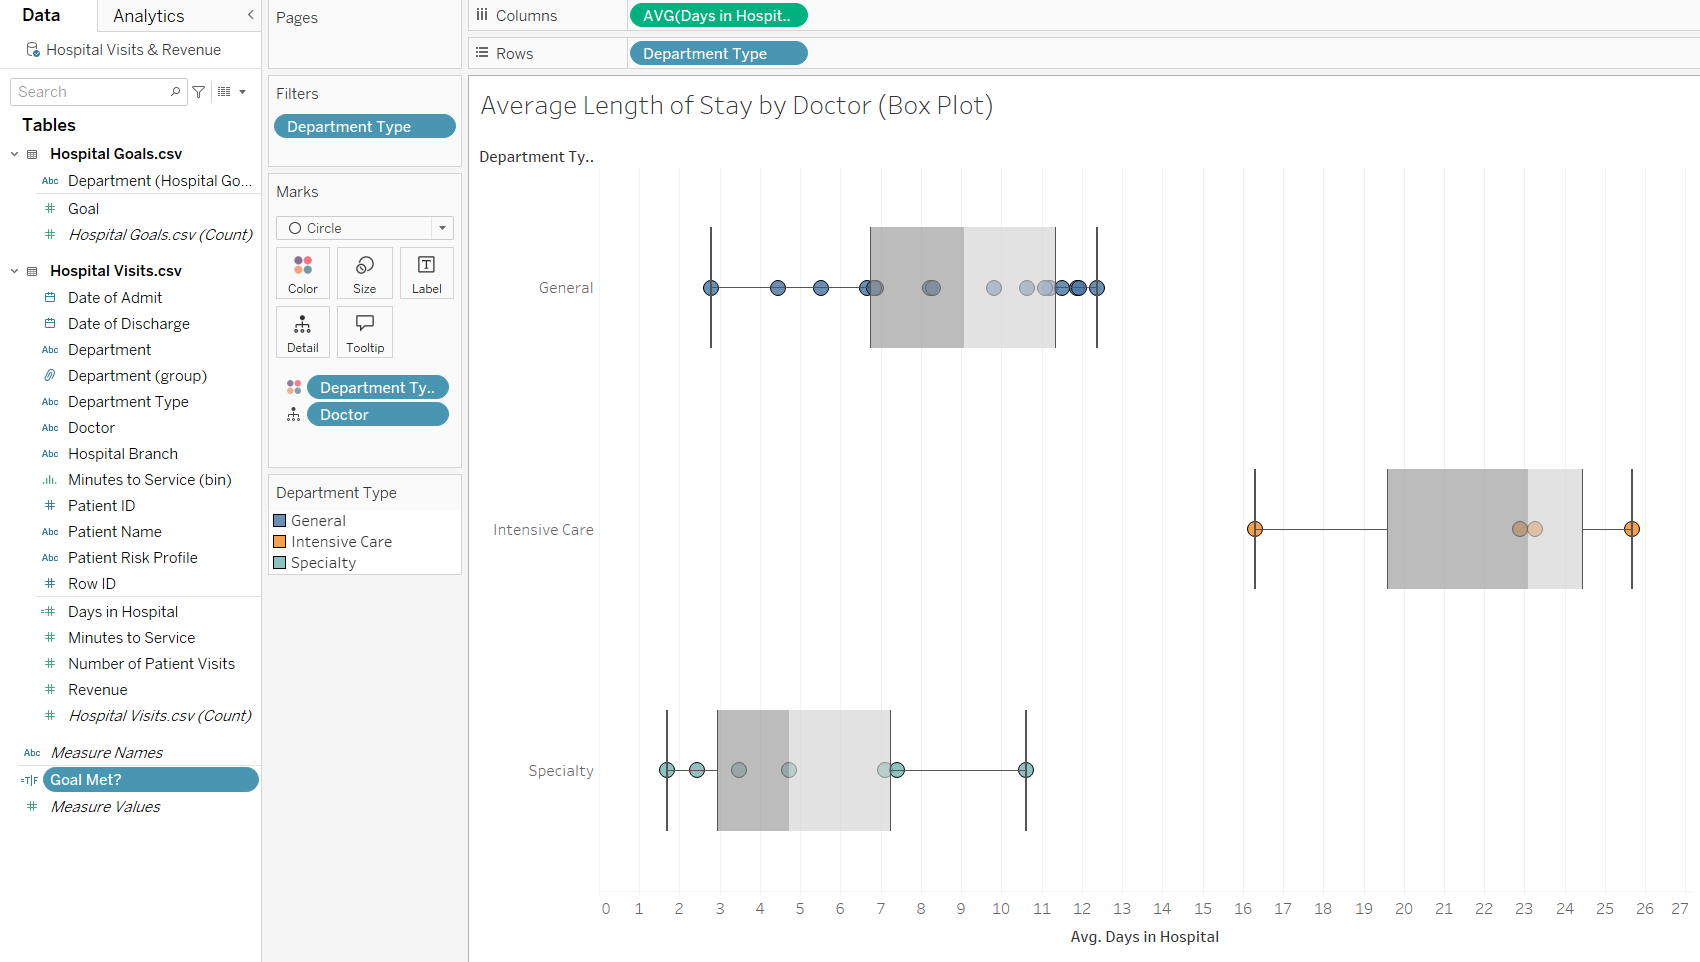 Data
Analytics
Hospital Visits & Revenue
Search
Tables
Hospital Goals.csv
Abc Department (Hospital Go...
Goal
Hospital Goals.csv (Count)
Hospital Visits.csv
Date of Admit
Date of Discharge
Abc Department
Department (group)
Abc Department Type
Abc Doctor
Abc Hospital Branch
Minutes to Service (bin)
Patient ID
Abc Patient Name
Abc Patient Risk Profile
Row ID
Days in Hospital
Minutes to Service
Number of Patient Visits
Revenue
Hospital Visits.csv (Count)
Abc Measure Names
=T|F Goal Met?
Measure Values
Pages
Filters
Department Type
Marks
Circle
Color Size Label
Detail Tooltip
Department Ty..
Doctor
Department Type
General
Intensive Care
Specialty
Columns AVG(Days in Hospit..
Rows Department Type
Average Length of Stay by Doctor (Box Plot)
Department Ty..
General
Intensive Care
Specialty
0 1 2 3 4 5 6 7 8 9 10 11 12 13 14 15 16 17 18 19 20 21 22 23 24 25 26 27
Avg. Days in Hospital